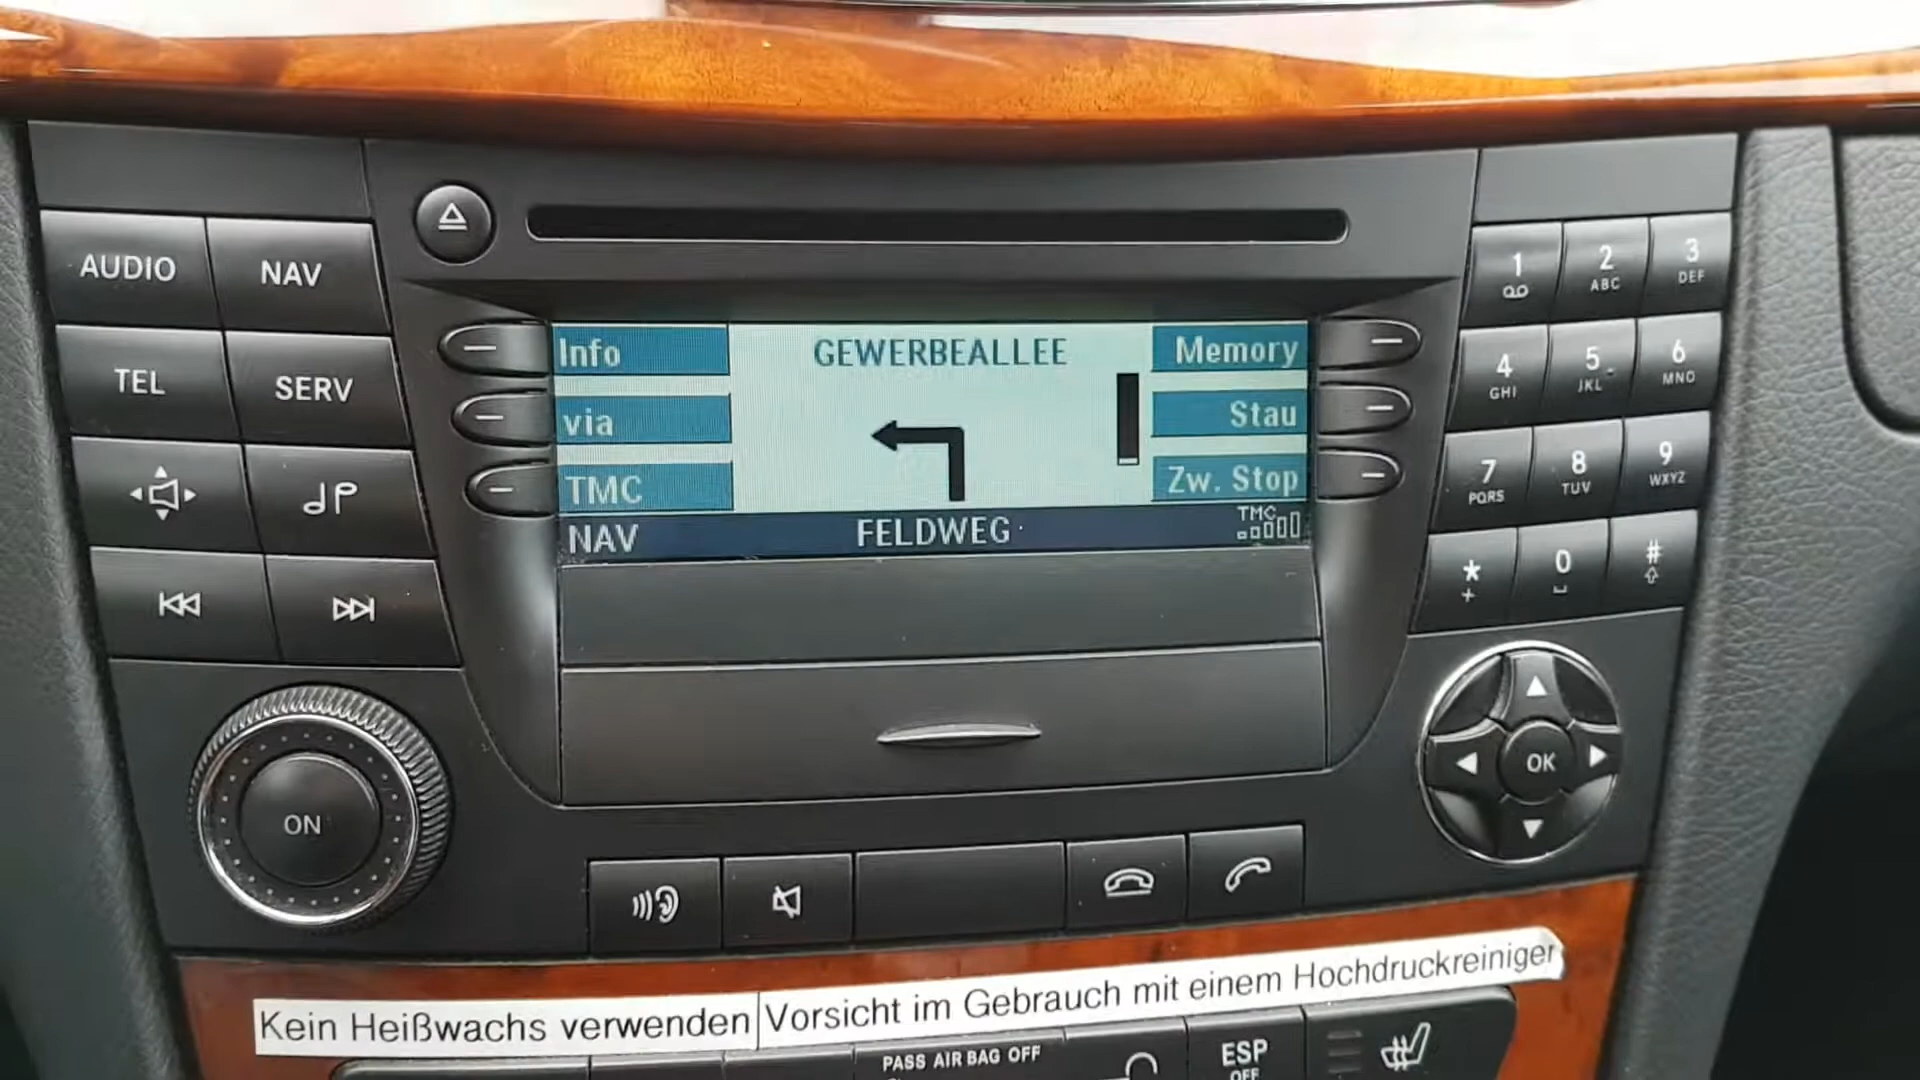 AUDIO NAV
TEL SERV
Info GEWERBEALLEE Memory
via Stau
TMC Zw. Stop
NAV FELDWEG TMC
1 2 ABC 3 DEF
4 GHI 5 JKL 6 MNO
7 PQRS 8 TUV 9 WXYZ
* + 0 #
ON
OK
Kein Heißwachs verwenden Vorsicht im Gebrauch mit einem Hochdruckreiniger
PASS AIR BAG OFF ESP
OFF